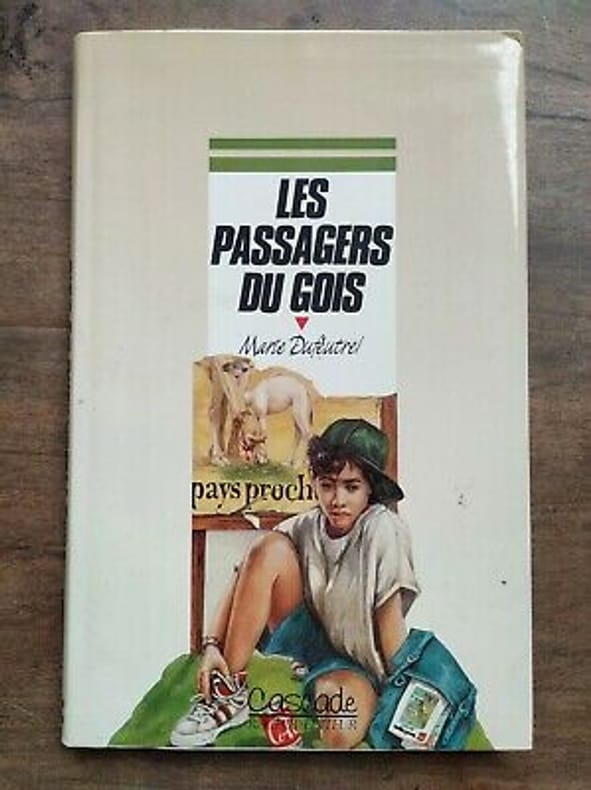 LES
PASSAGERS
DU GOIS
Marie Dufeutrel
pays proch
Cascade